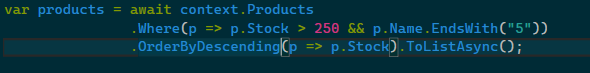 var products = await context.Products
.Where(p => p.Stock > 250 && p.Name.EndsWith("5"))
.OrderByDescending(p => p.Stock).ToListAsync();